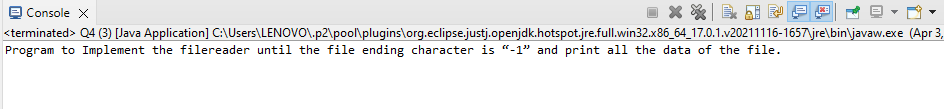 Console
<terminated> Q4 (3) [Java Application] C:\Users\LENOVO\.p2\pool\plugins\org.eclipse.justj.openjdk.hotspot.jre.full.win32.x86_64_17.0.1.v20211116-1657\jre\bin\javaw.exe (Apr 3,
Program to Implement the filereader until the file ending character is “-1” and print all the data of the file.